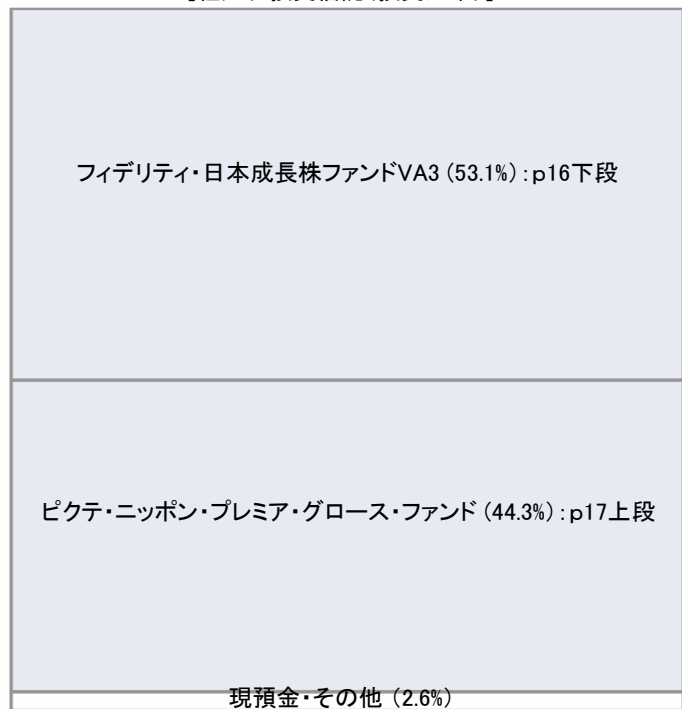 フィデリティ・日本成長株ファンドVA3 (53.1%) : p16下段
ピクテ・ニッポン・プレミア・グロース・ファンド (44.3%) : p17上段
現預金・その他 (2.6%)